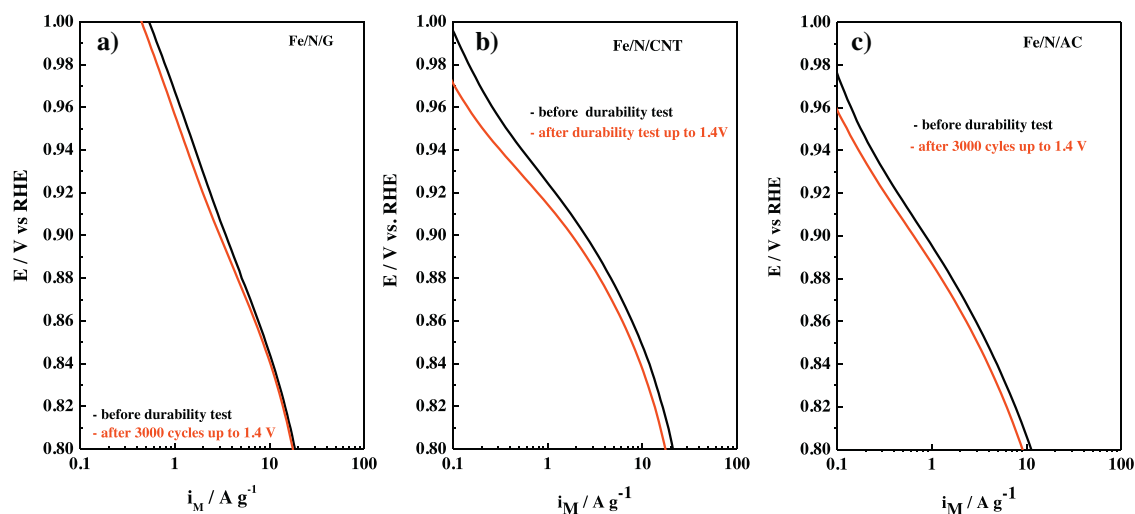 a)
Fe/N/G
1.00
0.98
0.96
0.94
0.92
0.90
0.88
0.86
0.84
0.82
0.80
E / V vs RHE
- before durability test
- after 3000 cycles up to 1.4 V
0.1 1 10 100
i_M / A g⁻¹
b)
Fe/N/CNT
1.00
0.98
0.96
0.94
0.92
0.90
0.88
0.86
0.84
0.82
0.80
E / V vs. RHE
- before durability test
- after durability test up to 1.4V
0.1 1 10 100
i_M / A g⁻¹
c)
Fe/N/AC
1.00
0.98
0.96
0.94
0.92
0.90
0.88
0.86
0.84
0.82
0.80
E / V vs RHE
- before durability test
- after 3000 cyles up to 1.4 V
0.1 1 10 100
i_M / A g⁻¹